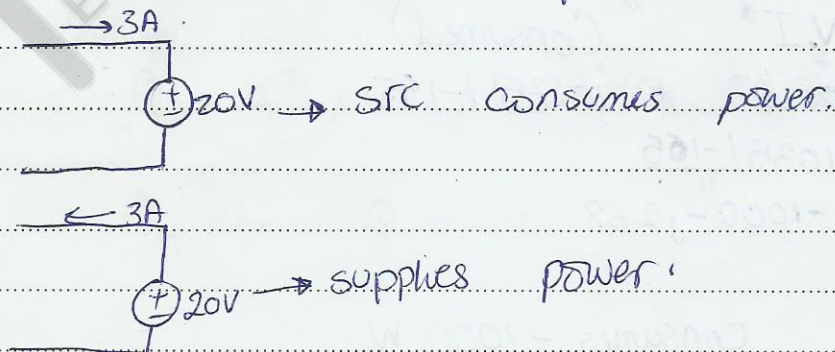 → 3A
± 20V → src consumes power.
← 3A
± 20V → supplies power.